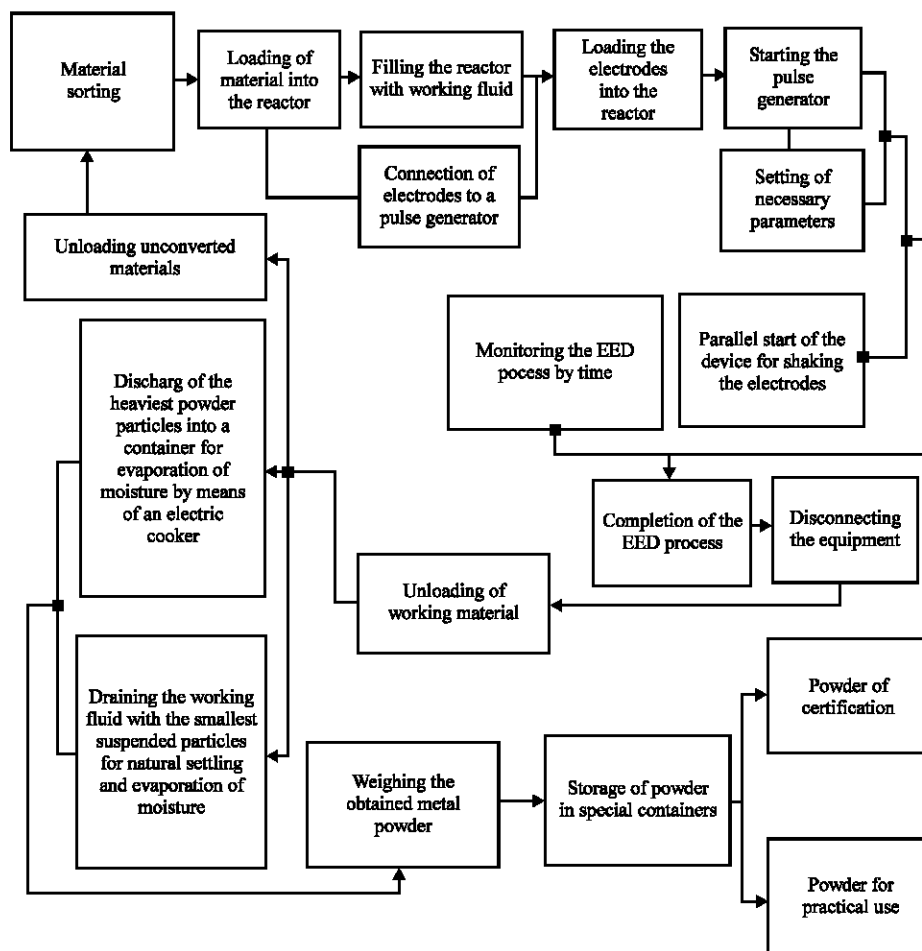 Material
sorting
Loading of
material into
the reactor
Filling the reactor
with working fluid
Loading the
electrodes
into the
reactor
Starting the
pulse
generator
Connection of
electrodes to a
pulse generator
Setting of
necessary
parameters
Unloading unconverted
materials
Monitoring the EED
pocess by time
Parallel start of the
device for shaking
the electrodes
Discharg of the
heaviest powder
particles into a
container for
evaporation of
moisture by means
of an electric
cooker
Completion of the
EED process
Disconnecting
the equipment
Unloading of
working material
Draining the working
fluid with the smallest
suspended particles
for natural settling
and evaporation of
moisture
Weighing the
obtained metal
powder
Storage of powder
in special containers
Powder of
certification
Powder for
practical use